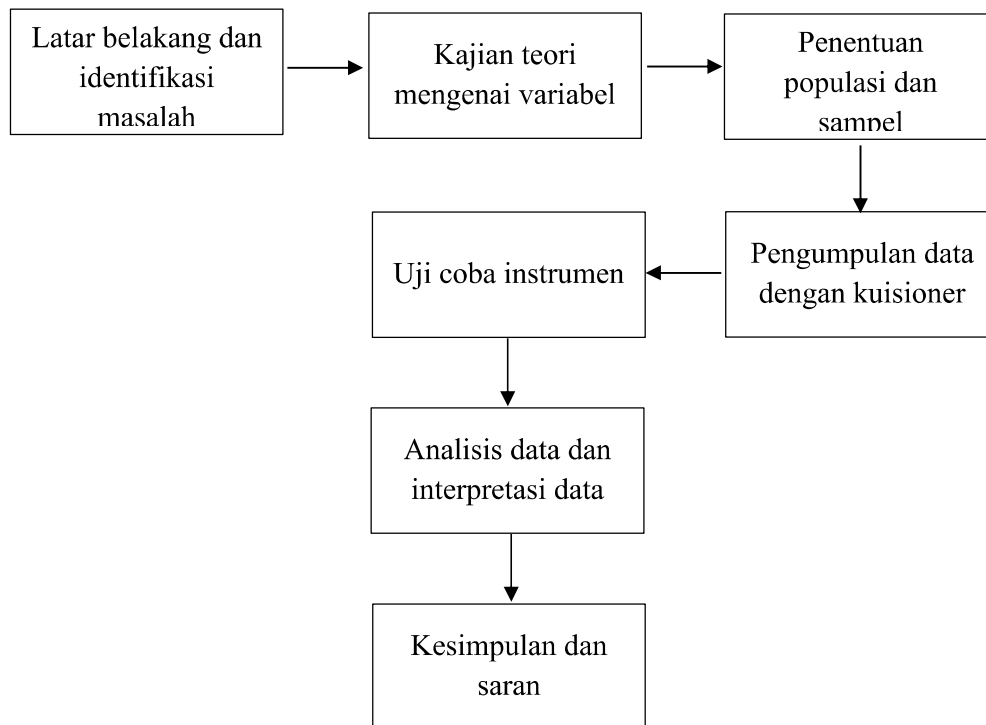 Latar belakang dan
identifikasi
masalah
Kajian teori
mengenai variabel
Penentuan
populasi dan
sampel
Pengumpulan data
dengan kuisioner
Uji coba instrumen
Analisis data dan
interpretasi data
Kesimpulan dan
saran